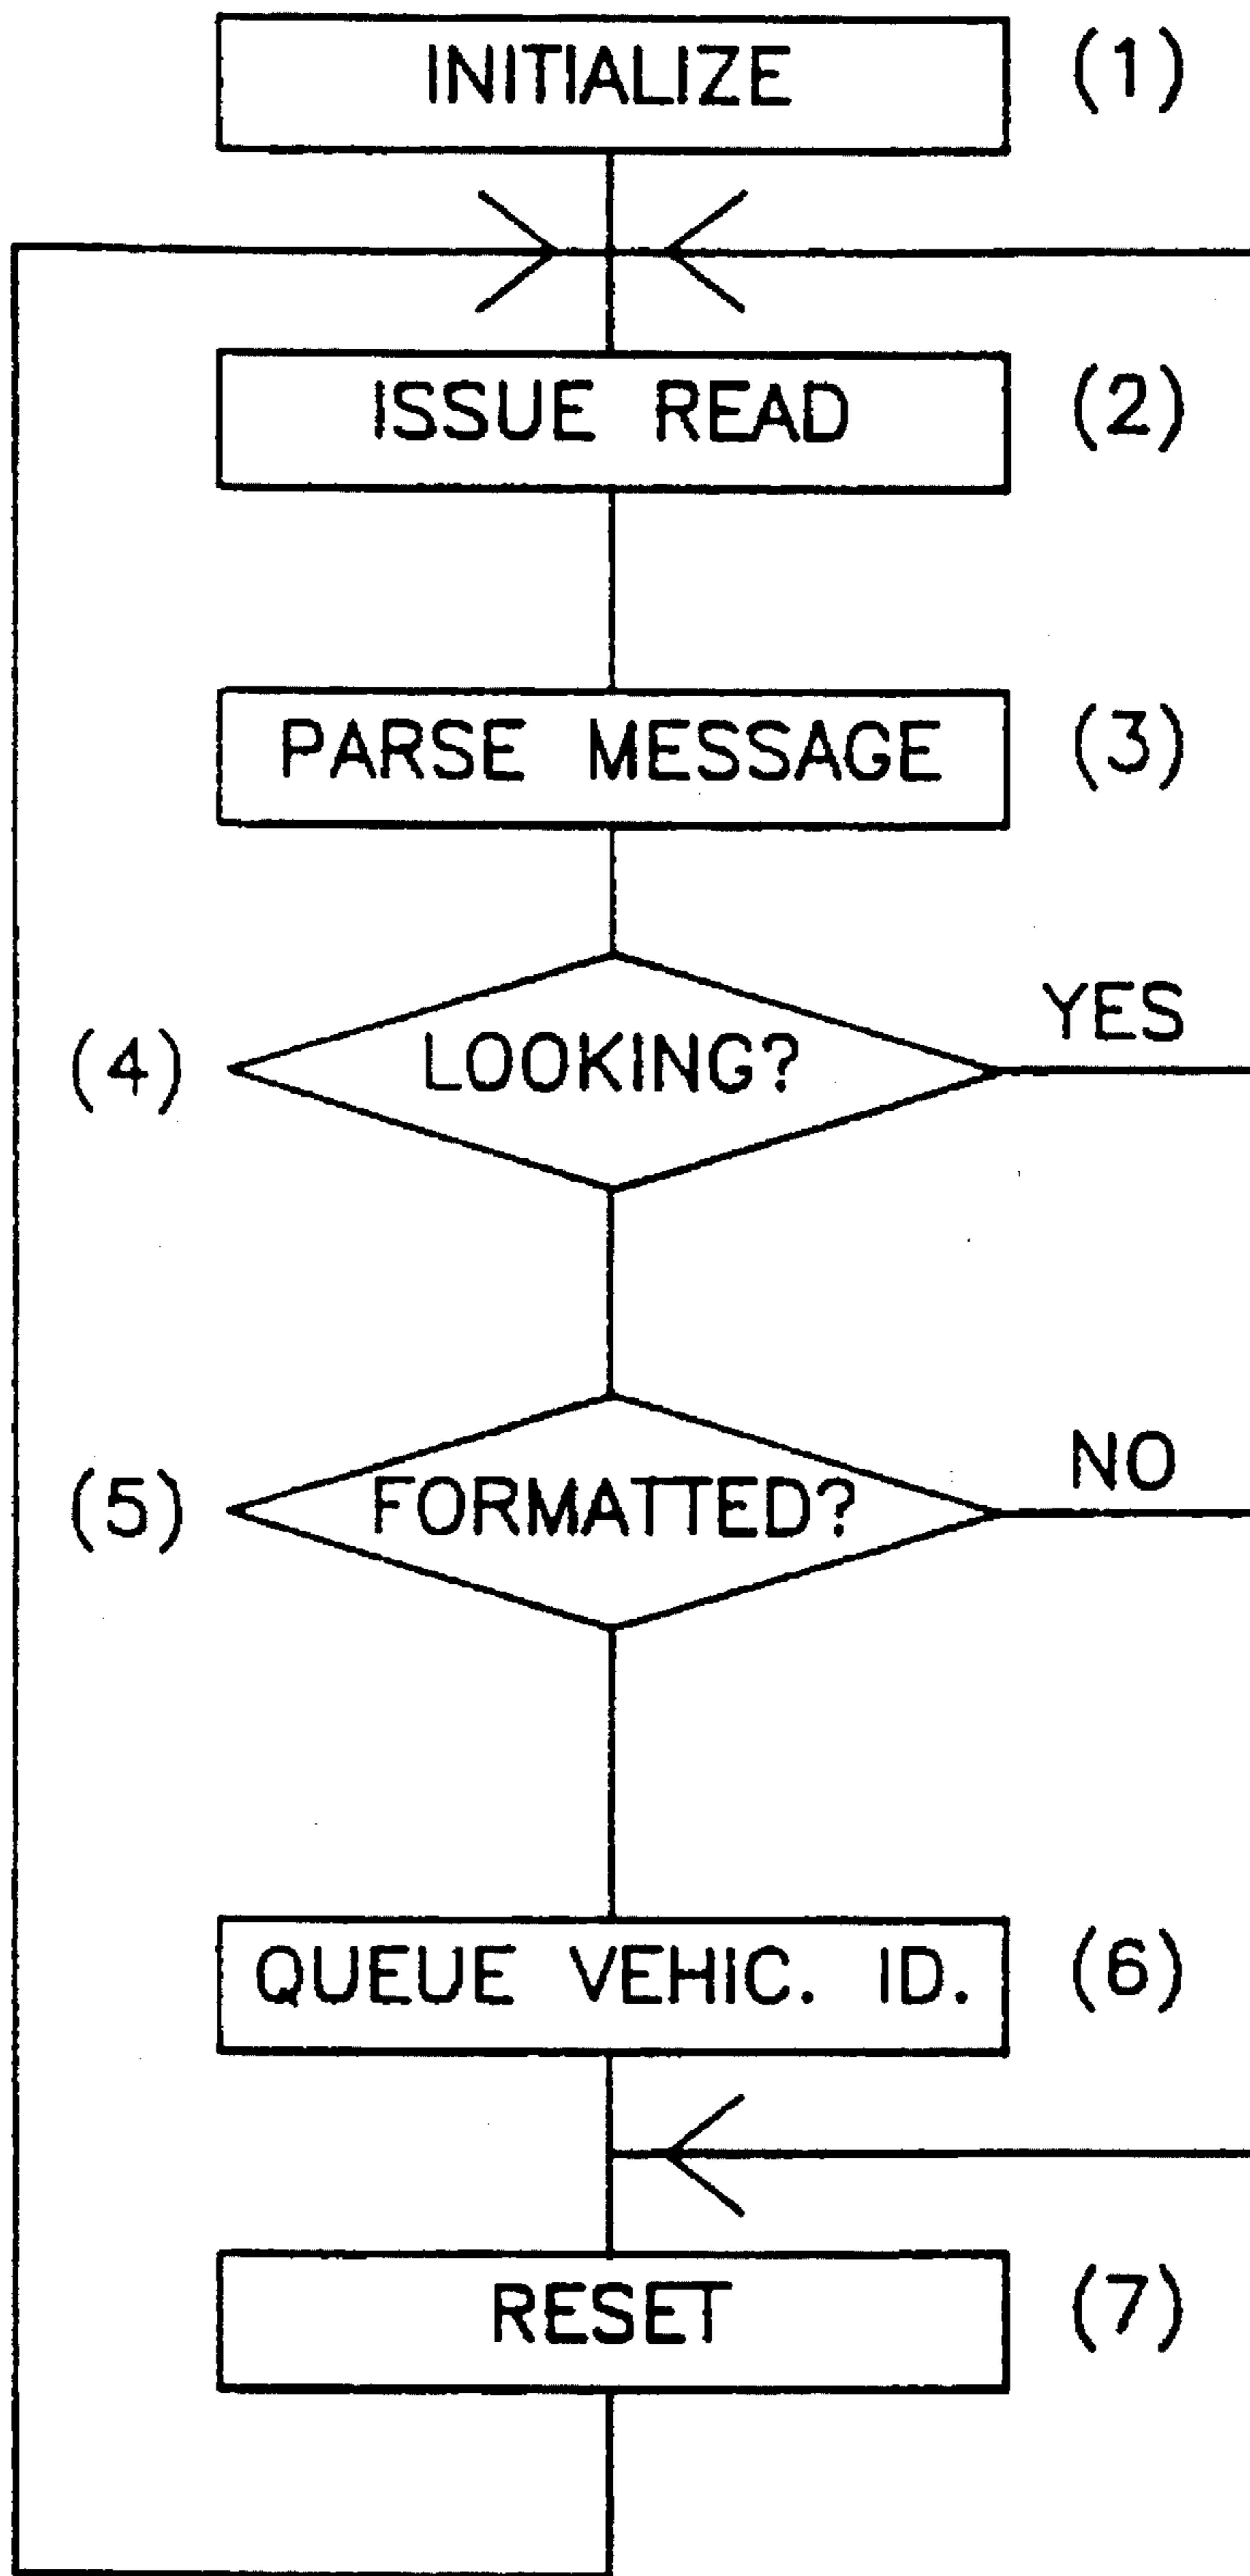 INITIALIZE (1)
ISSUE READ (2)
PARSE MESSAGE (3)
YES
(4) LOOKING?
NO
(5) FORMATTED?
QUEUE VEHIC. ID. (6)
RESET (7)